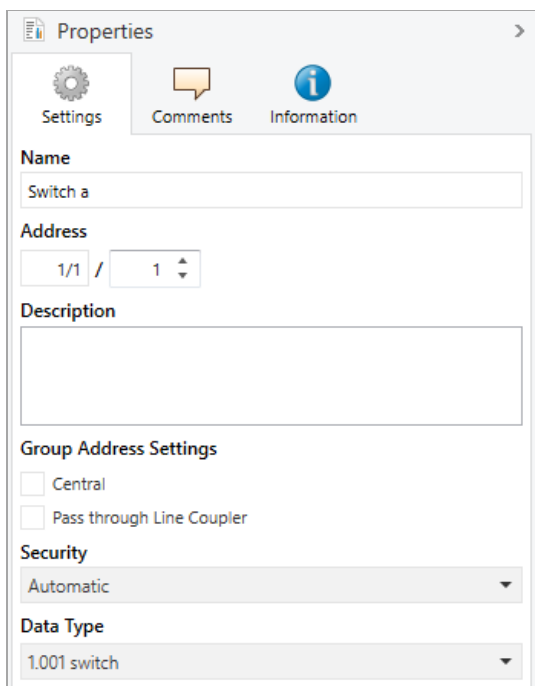 Properties
Settings Comments Information
Name
Switch a
Address
1/1 / 1
Description
Group Address Settings
Central
Pass through Line Coupler
Security
Automatic
Data Type
1.001 switch